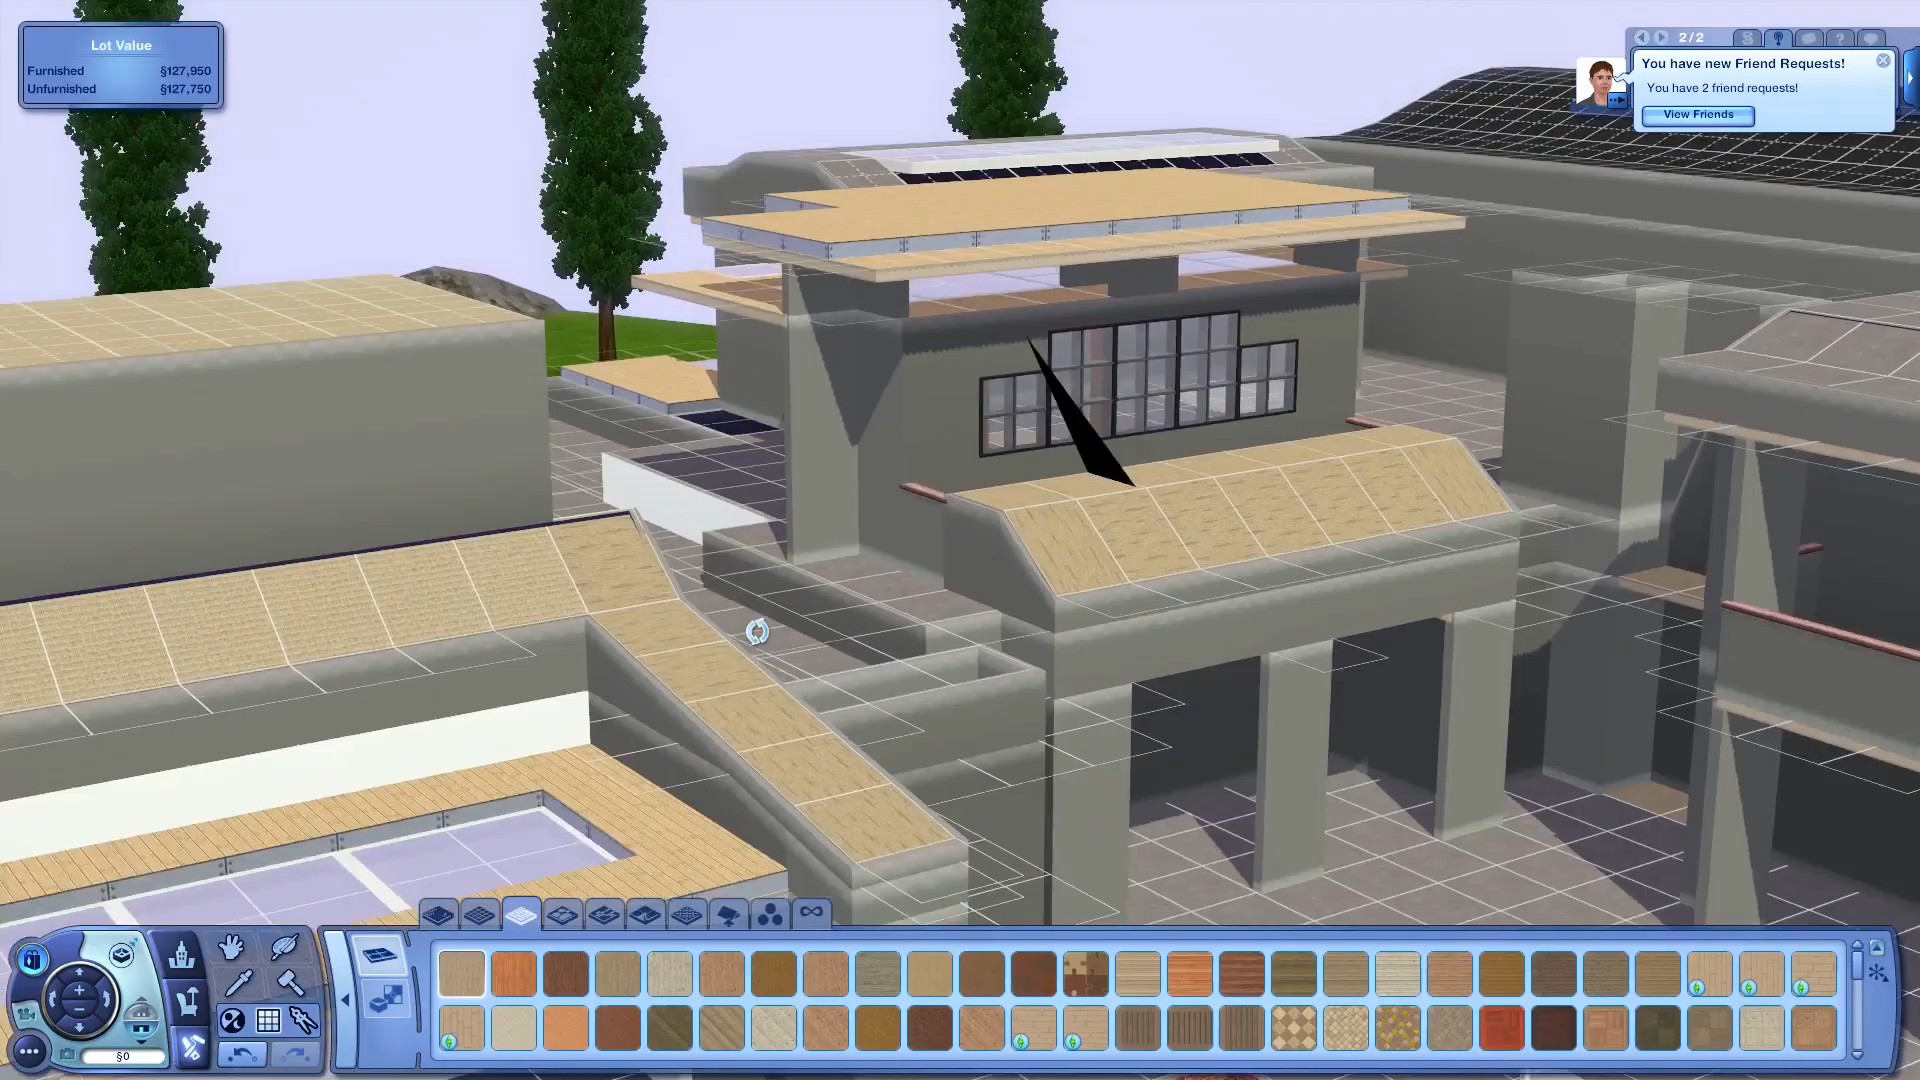 Lot Value
Furnished §127,950
Unfurnished §127,750
2/2
You have new Friend Requests!
You have 2 friend requests!
View Friends
§0